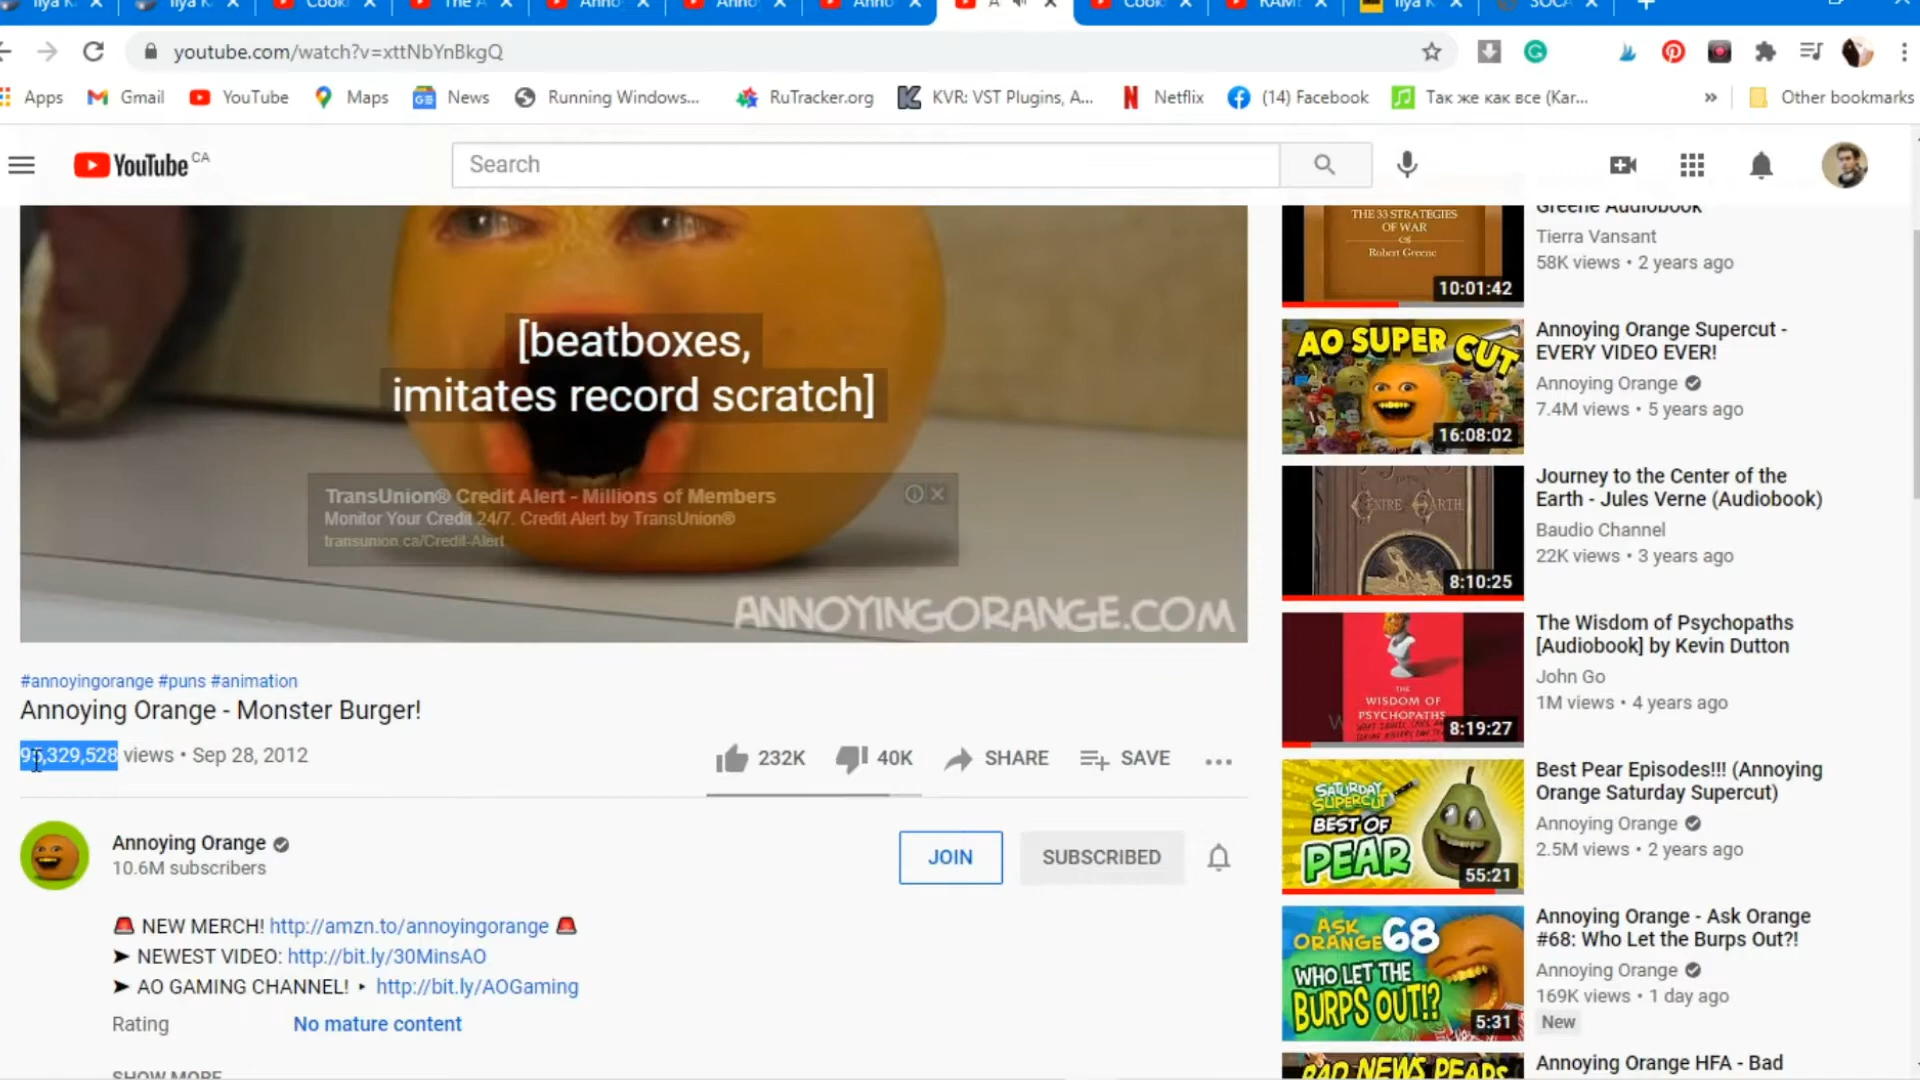 Ilya K
Ilya K
The A
Anno
Anno
Anno
A
RAM
Ilya K
SOCA
youtube.com/watch?v=xttNbYnBkgQ
Apps
Gmail
YouTube
Maps
News
Running Windows...
RuTracker.org
KVR: VST Plugins, A...
Netflix
(14) Facebook
Так же как все (Kar...
»
Other bookmarks
YouTube CA
Search
[beatboxes,
imitates record scratch]
TransUnion® Credit Alert - Millions of Members
Monitor Your Credit 24/7. Credit Alert by TransUnion®
transunion.ca/Credit-Alert
ANNOYINGORANGE.COM
#annoyingorange #puns #animation
Annoying Orange - Monster Burger!
95,329,528 views • Sep 28, 2012
232K
40K
SHARE
SAVE
Annoying Orange
10.6M subscribers
JOIN
SUBSCRIBED
🚨 NEW MERCH! http://amzn.to/annoyingorange 🚨
➤ NEWEST VIDEO: http://bit.ly/30MinsAO
➤ AO GAMING CHANNEL! ‣ http://bit.ly/AOGaming
Rating No mature content
SHOW MORE
THE 33 STRATEGIES
OF WAR
Robert Greene
10:01:42
Greene Audiobook
Tierra Vansant
58K views • 2 years ago
AO SUPER CUT
16:08:02
Annoying Orange Supercut -
EVERY VIDEO EVER!
Annoying Orange
7.4M views • 5 years ago
CENTRE EARTH
8:10:25
Journey to the Center of the
Earth - Jules Verne (Audiobook)
Baudio Channel
22K views • 3 years ago
THE
WISDOM OF
PSYCHOPATHS
8:19:27
The Wisdom of Psychopaths
[Audiobook] by Kevin Dutton
John Go
1M views • 4 years ago
SATURDAY
SUPERCUT
BEST OF
PEAR
55:21
Best Pear Episodes!!! (Annoying
Orange Saturday Supercut)
Annoying Orange
2.5M views • 2 years ago
ASK
ORANGE 68
WHO LET THE
BURPS OUT!?
5:31
Annoying Orange - Ask Orange
#68: Who Let the Burps Out?!
Annoying Orange
169K views • 1 day ago
New
BAD NEWS PEARS
Annoying Orange HFA - Bad